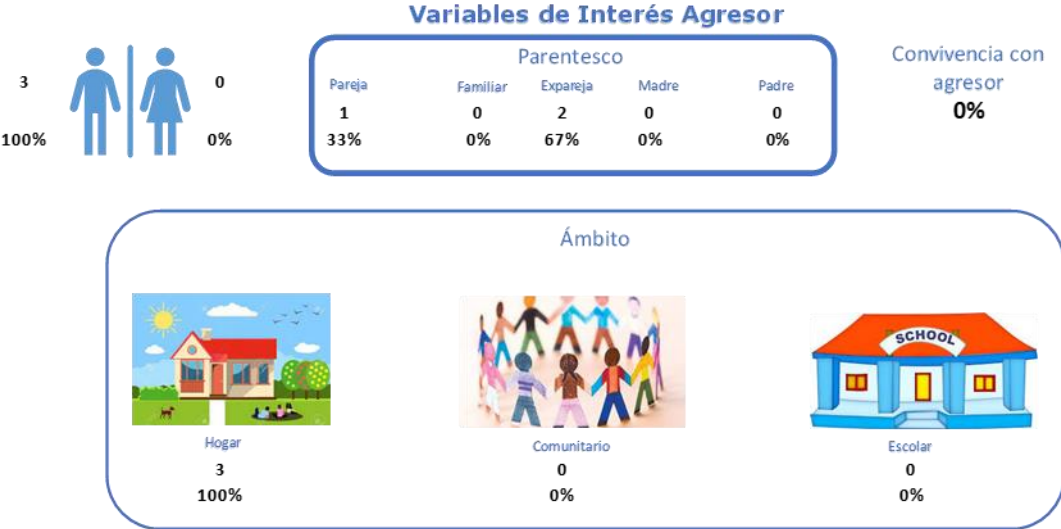 Variables de Interés Agresor
3
100%
0
0%
Parentesco
Pareja Familiar Expareja Madre Padre
1 0 2 0 0
33% 0% 67% 0% 0%
Convivencia con
agresor
0%
Ámbito
SCHOOL
Hogar Comunitario Escolar
3 0 0
100% 0% 0%